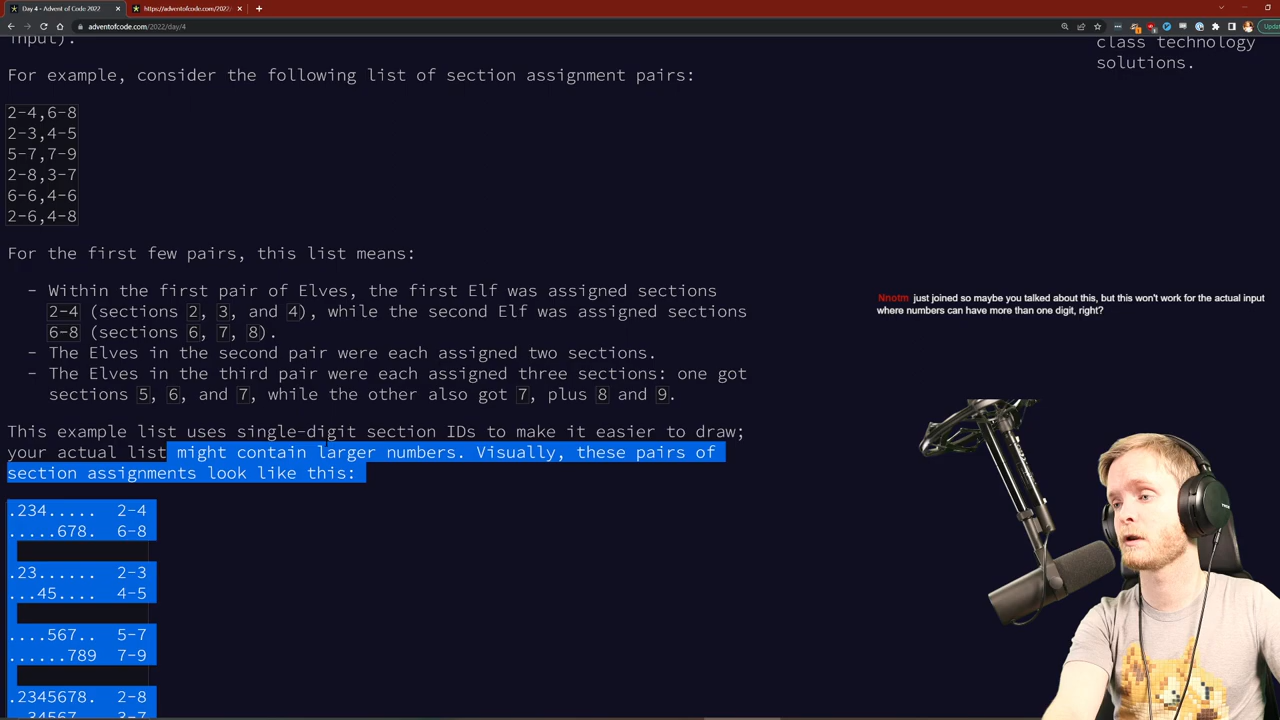 Day 4 - Advent of Code 2022
https://adventofcode.com/2022/
adventofcode.com/2022/day/4
Updat
input).
class technology
solutions.
For example, consider the following list of section assignment pairs:
2-4,6-8
2-3,4-5
5-7,7-9
2-8,3-7
6-6,4-6
2-6,4-8
For the first few pairs, this list means:
- Within the first pair of Elves, the first Elf was assigned sections
2-4 (sections 2, 3, and 4), while the second Elf was assigned sections
6-8 (sections 6, 7, 8).
- The Elves in the second pair were each assigned two sections.
- The Elves in the third pair were each assigned three sections: one got
sections 5, 6, and 7, while the other also got 7, plus 8 and 9.
Nnotm just joined so maybe you talked about this, but this won't work for the actual input
where numbers can have more than one digit, right?
This example list uses single-digit section IDs to make it easier to draw;
your actual list might contain larger numbers. Visually, these pairs of
section assignments look like this:
.234..... 2-4
.....678. 6-8
.23...... 2-3
...45.... 4-5
....567.. 5-7
......789 7-9
.2345678. 2-8
..34567.. 3-7